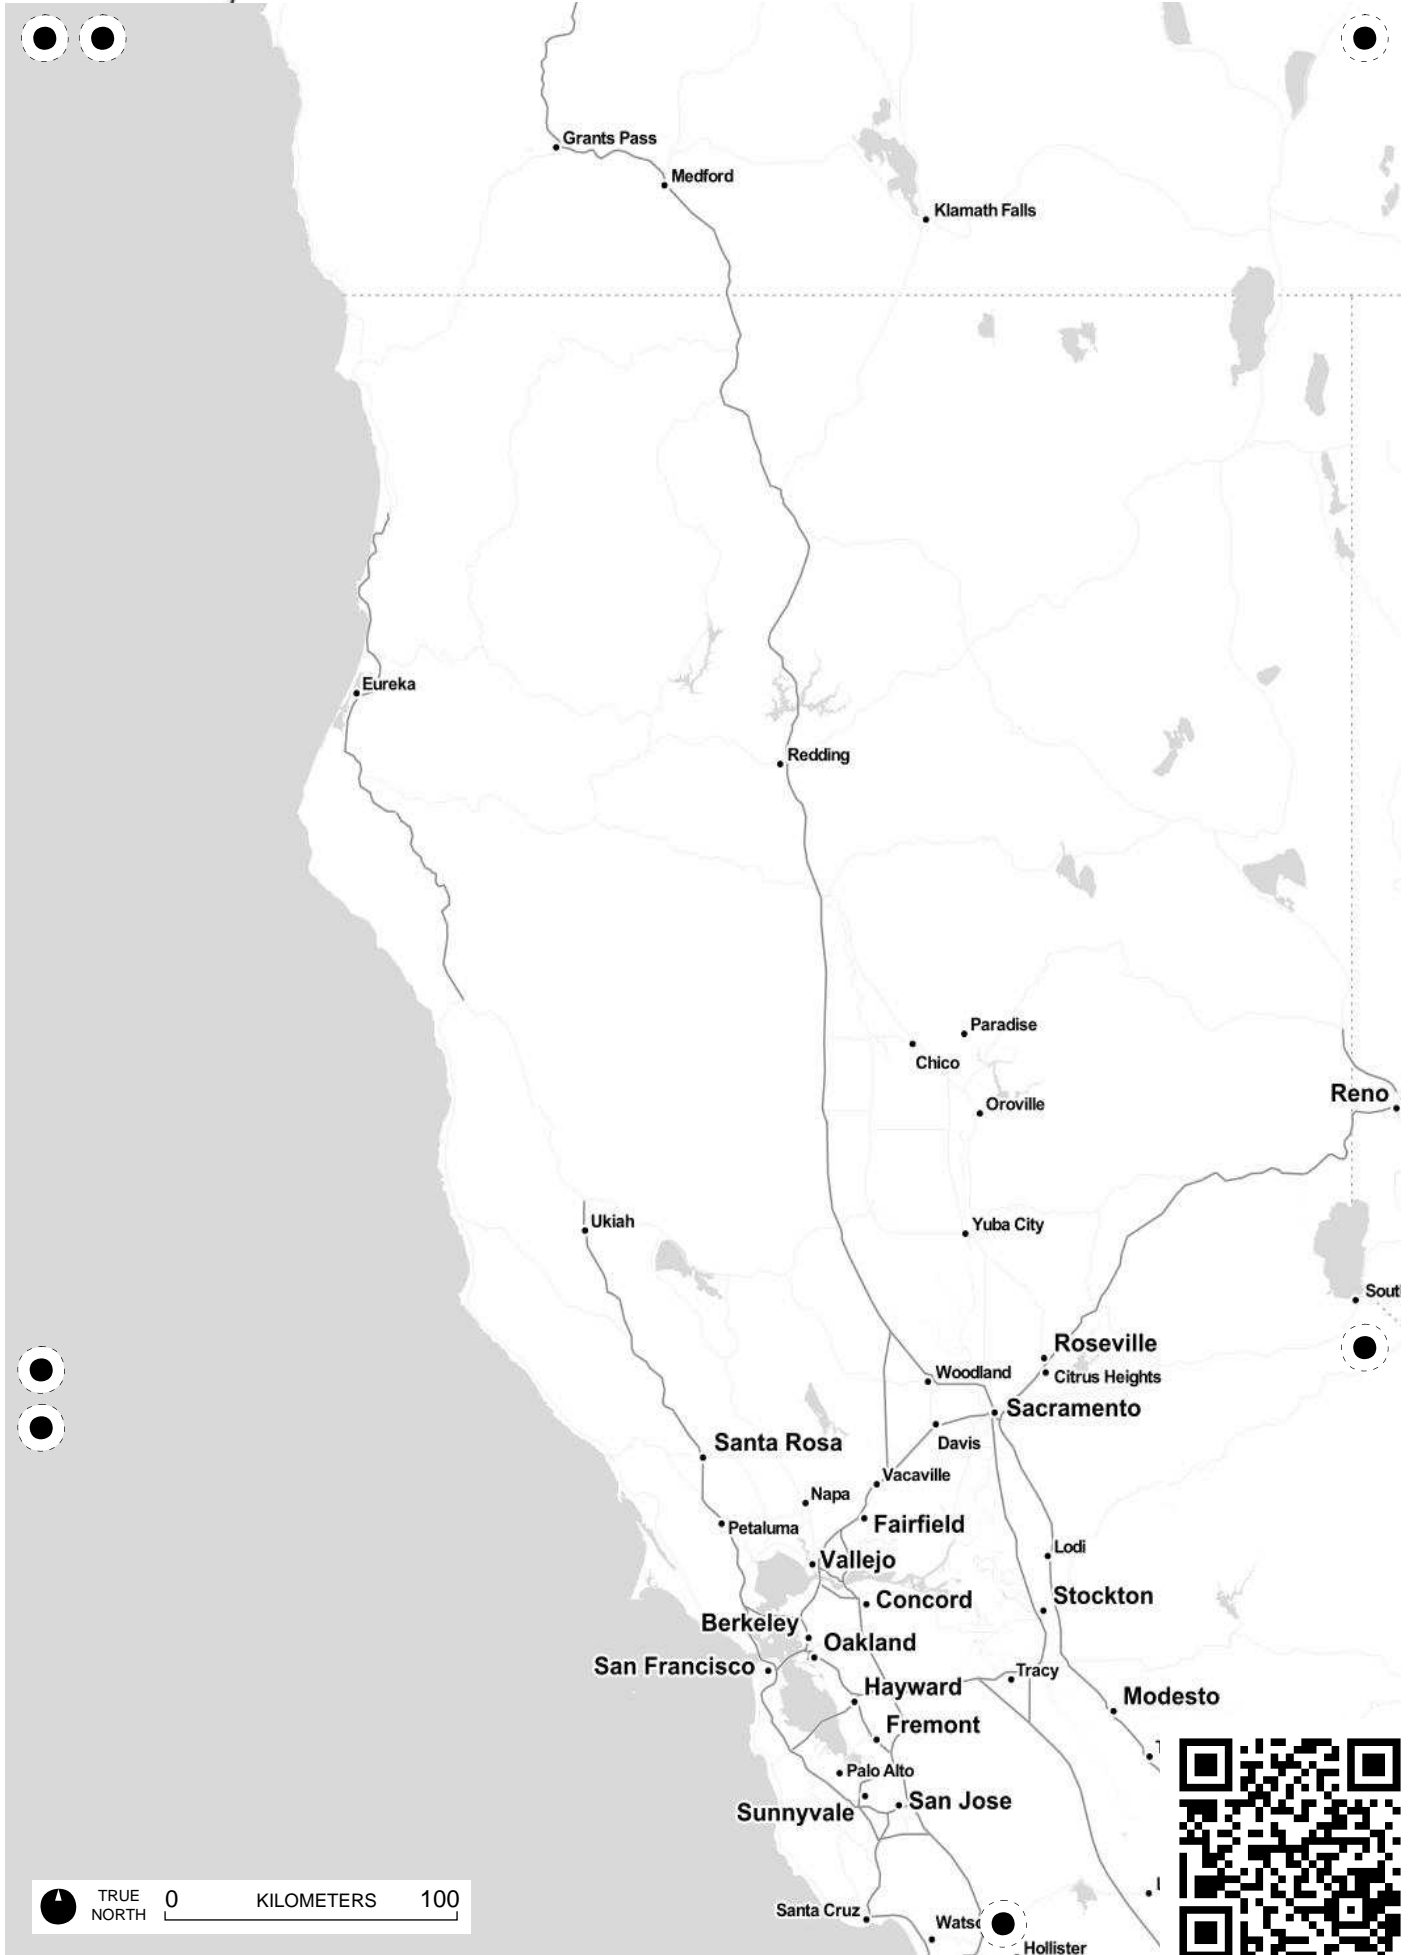 Grants Pass
Medford
Klamath Falls
Eureka
Redding
Paradise
Chico
Reno
Oroville
Ukiah
Yuba City
Roseville
Woodland
Citrus Heights
Sacramento
Santa Rosa
Davis
Vacaville
Napa
Fairfield
Petaluma
Lodi
Vallejo
Stockton
Concord
Berkeley
Oakland
San Francisco
Tracy
Hayward
Modesto
Fremont
Palo Alto
San Jose
Sunnyvale
TRUE NORTH
0 KILOMETERS 100
Santa Cruz
Hollister